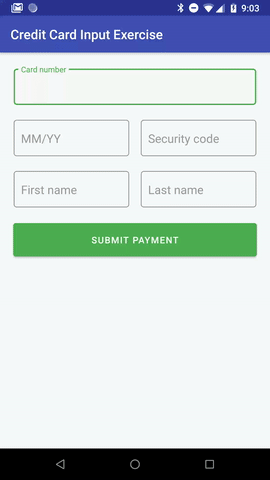 9:03
Credit Card Input Exercise
Card number
MM/YY
Security code
First name
Last name
SUBMIT PAYMENT